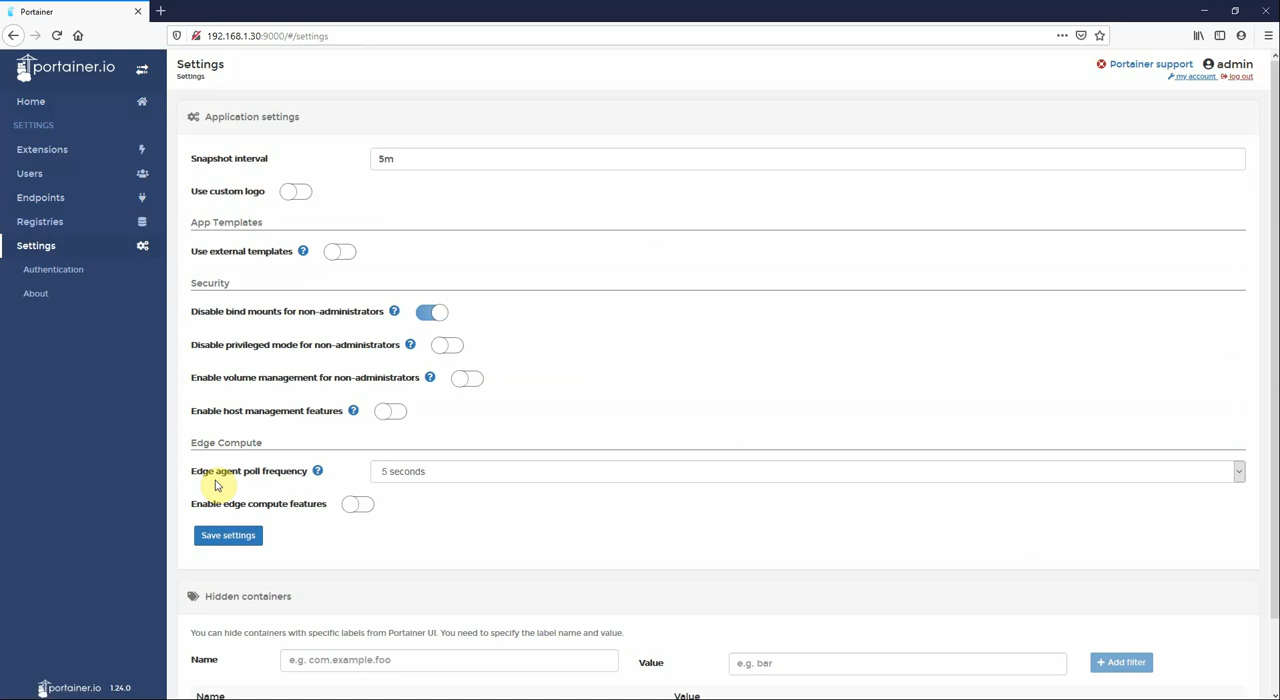 Portainer
192.168.1.30:9000/#/settings
portainer.io
Home
SETTINGS
Extensions
Users
Endpoints
Registries
Settings
Authentication
About
portainer.io 1.24.0
Settings
Settings
Portainer support admin
my account log out
Application settings
Snapshot interval 5m
Use custom logo
App Templates
Use external templates
Security
Disable bind mounts for non-administrators
Disable privileged mode for non-administrators
Enable volume management for non-administrators
Enable host management features
Edge Compute
Edge agent poll frequency 5 seconds
Enable edge compute features
Save settings
Hidden containers
You can hide containers with specific labels from Portainer UI. You need to specify the label name and value.
Name e.g. com.example.foo Value e.g. bar + Add filter
Name Value